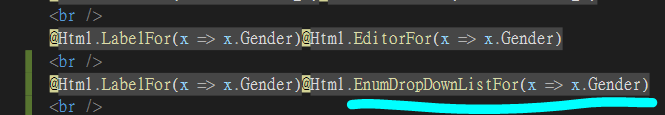 <br />
@Html.LabelFor(x => x.Gender)@Html.EditorFor(x => x.Gender)
<br />
@Html.LabelFor(x => x.Gender)@Html.EnumDropDownListFor(x => x.Gender)
<br />